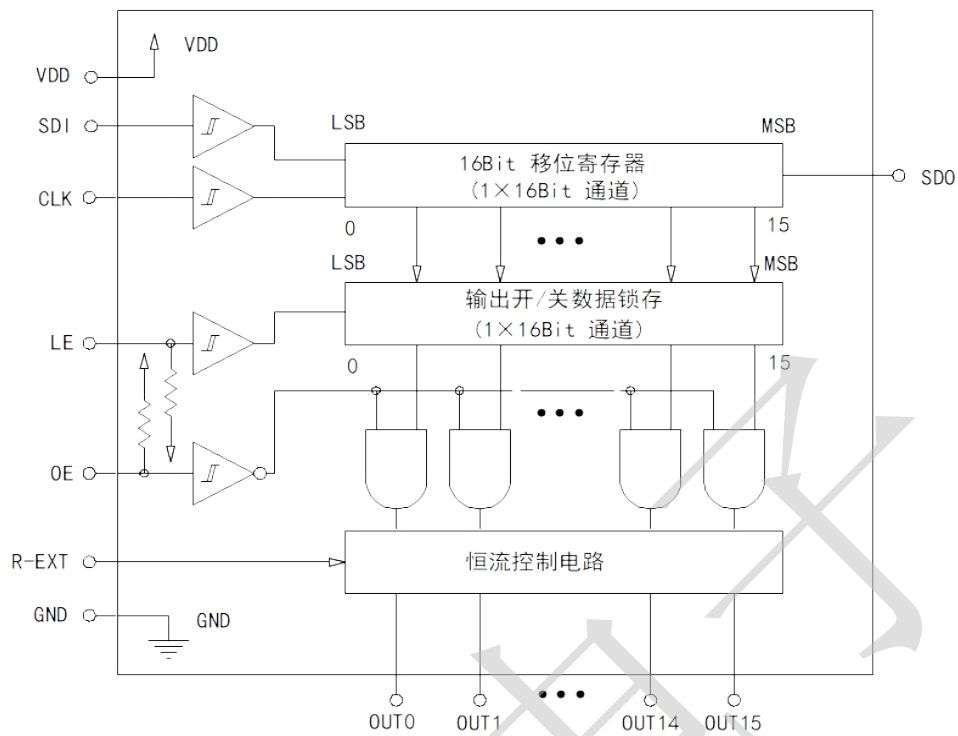 VDD
VDD
SDI
LSB
MSB
16Bit 移位寄存器
(1×16Bit 通道)
SDO
CLK
0
15
LSB
MSB
输出开/关数据锁存
(1×16Bit 通道)
LE
0
15
OE
R-EXT
恒流控制电路
GND
GND
OUT0
OUT1
OUT14
OUT15